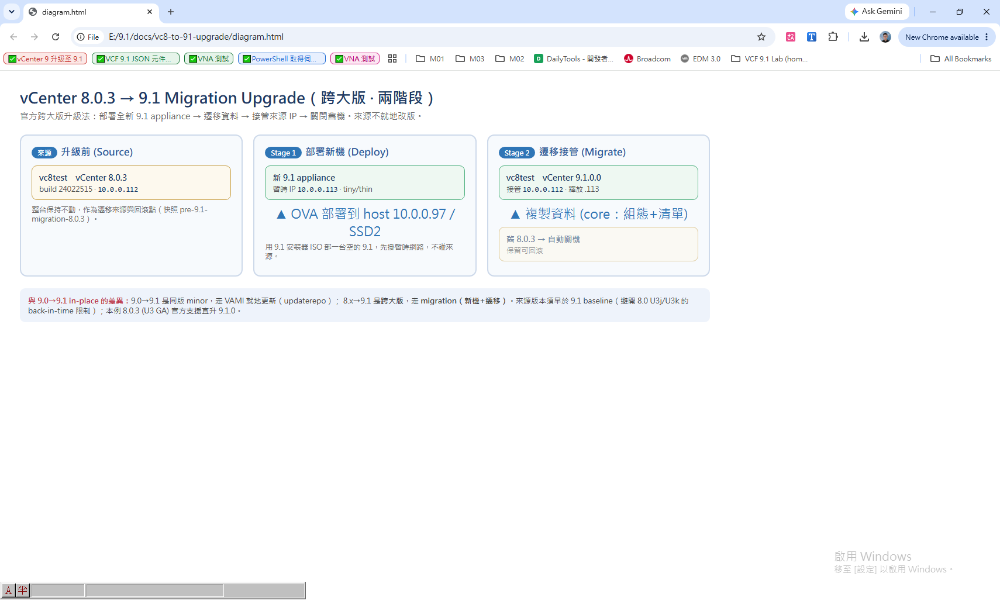 diagram.html
Ask Gemini
File
E:/9.1/docs/vc8-to-91-upgrade/diagram.html
New Chrome available
✅vCenter 9 升級至 9.1
✅VCF 9.1 JSON 元件...
✅VNA 測試
✅PowerShell 取得伺...
✅VNA 測試
M01
M03
M02
DailyTools - 開發者...
Broadcom
EDM 3.0
VCF 9.1 Lab (hom...
All Bookmarks
vCenter 8.0.3 → 9.1 Migration Upgrade（跨大版 · 兩階段）
官方跨大版升級法：部署全新 9.1 appliance → 遷移資料 → 接管來源 IP → 關閉舊機。來源不就地改版。
來源 升級前 (Source)
vc8test vCenter 8.0.3
build 24022515 · 10.0.0.112
整台保持不動，作為遷移來源與回滾點（快照 pre-9.1-
migration-8.0.3）。
Stage 1 部署新機 (Deploy)
新 9.1 appliance
暫時 IP 10.0.0.113 · tiny/thin
▲ OVA 部署到 host 10.0.0.97 /
SSD2
用 9.1 安裝器 ISO 部一台空的 9.1，先掛暫時網路，不碰來
源。
Stage 2 遷移接管 (Migrate)
vc8test vCenter 9.1.0.0
接管 10.0.0.112 · 釋放 .113
▲ 複製資料 (core：組態+清單)
舊 8.0.3 → 自動關機
保留可回滾
與 9.0→9.1 in-place 的差異：9.0→9.1 是同版 minor，走 VAMI 就地更新（updaterepo）；8.x→9.1 是跨大版，走 migration（新機+遷移）。來源版本須早於 9.1 baseline（避開 8.0 U3j/U3k 的
back-in-time 限制）；本例 8.0.3 (U3 GA) 官方支援直升 9.1.0。
啟用 Windows
移至 [設定] 以啟用 Windows。
A 半